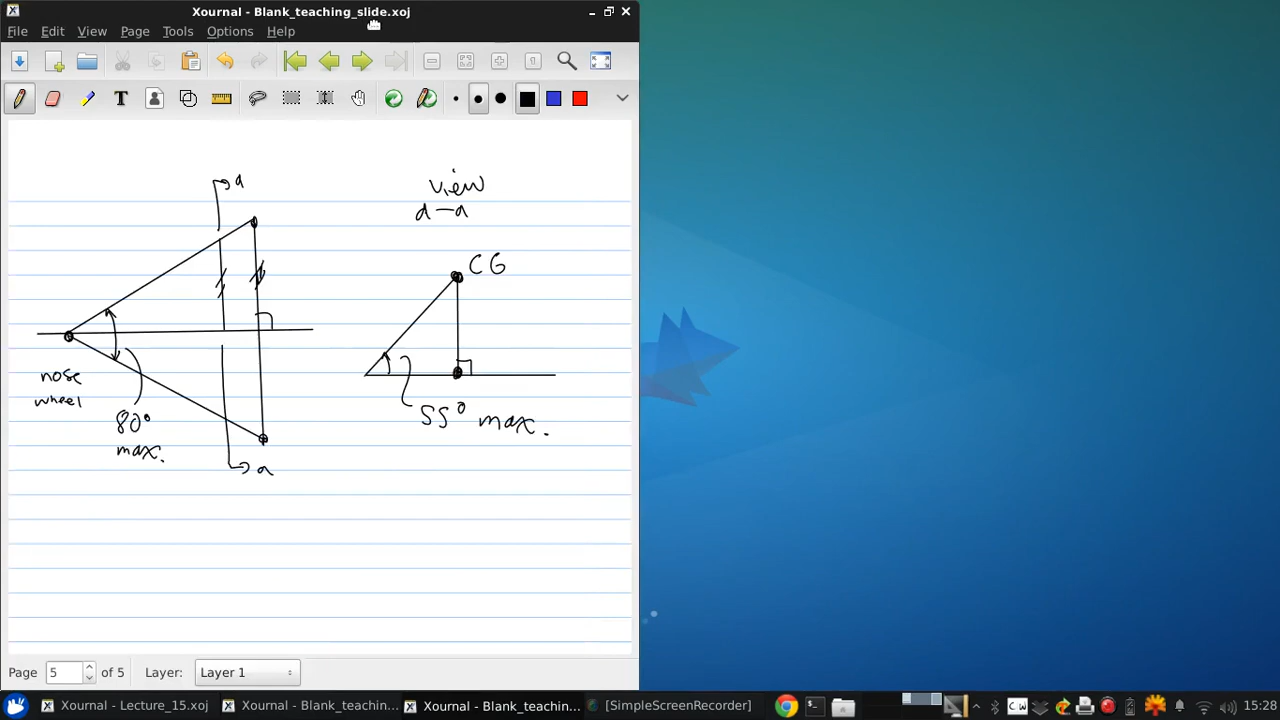 Xournal - Blank_teaching_slide.xoj
File Edit View Page Tools Options Help
a
view
a-a
CG
nose
wheel
80°
max.
55° max.
a
Page 5 of 5 Layer: Layer 1
Xournal - Lecture_15.xoj Xournal - Blank_teachin... Xournal - Blank_teachin... [SimpleScreenRecorder] CW 15:28